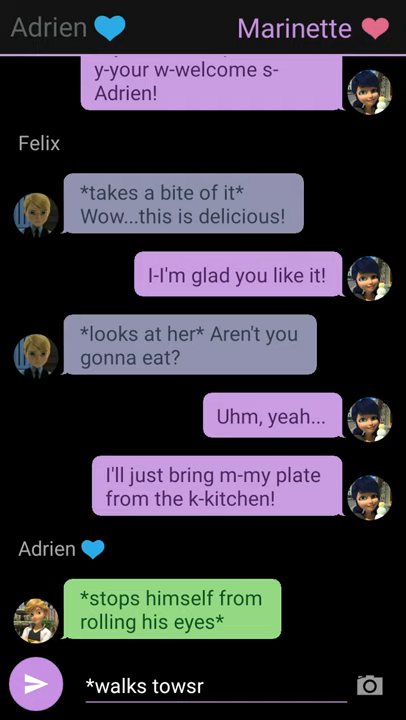 Adrien 💙 Marinette ❤
y-your w-welcome s-
Adrien!
Felix
*takes a bite of it*
Wow...this is delicious!
I-I'm glad you like it!
*looks at her* Aren't you
gonna eat?
Uhm, yeah...
I'll just bring m-my plate
from the k-kitchen!
Adrien 💙
*stops himself from
rolling his eyes*
*walks towsr